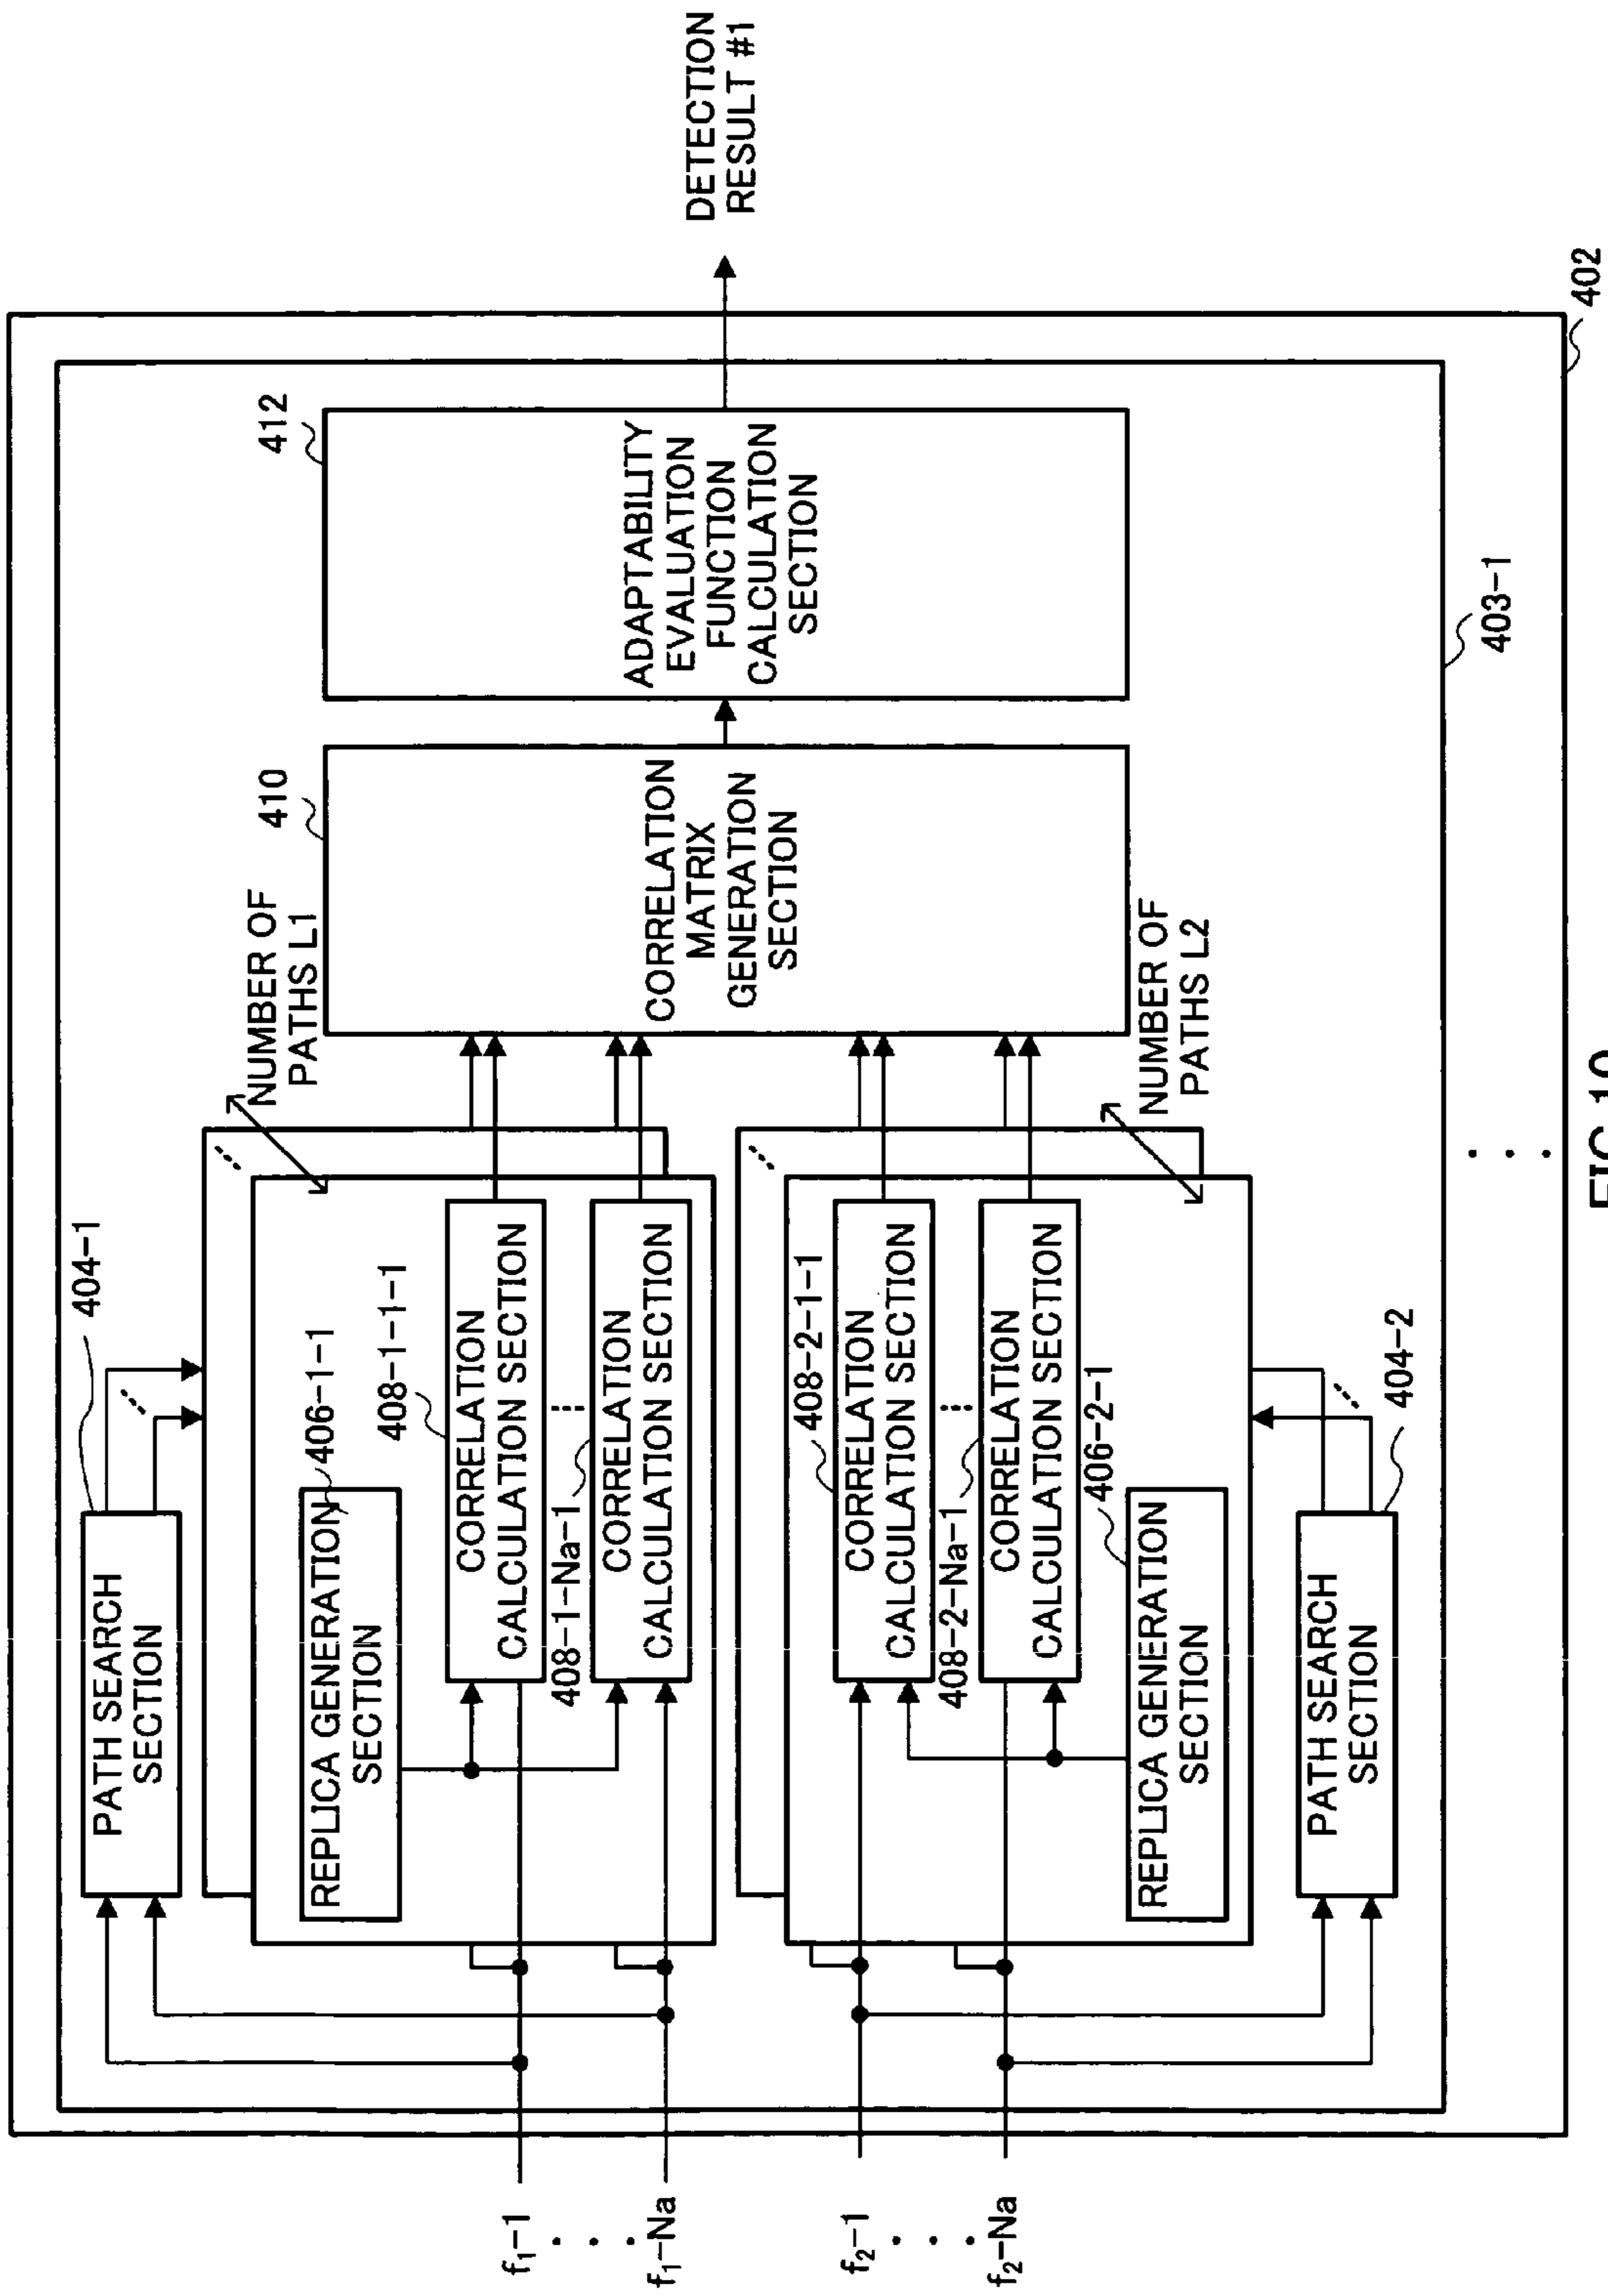 404-1
PATH SEARCH
SECTION
NUMBER OF
PATHS L1
406-1-1
REPLICA GENERATION
SECTION
408-1-1-1
CORRELATION
CALCULATION SECTION
408-1-Na-1
CORRELATION
CALCULATION SECTION
f₁-1
f₁-Na
408-2-1-1
CORRELATION
CALCULATION SECTION
408-2-Na-1
CORRELATION
CALCULATION SECTION
406-2-1
REPLICA GENERATION
SECTION
f₂-1
f₂-Na
NUMBER OF
PATHS L2
PATH SEARCH
SECTION
404-2
410
CORRELATION
MATRIX
GENERATION
SECTION
412
ADAPTABILITY
EVALUATION
FUNCTION
CALCULATION
SECTION
DETECTION
RESULT #1
403-1
402